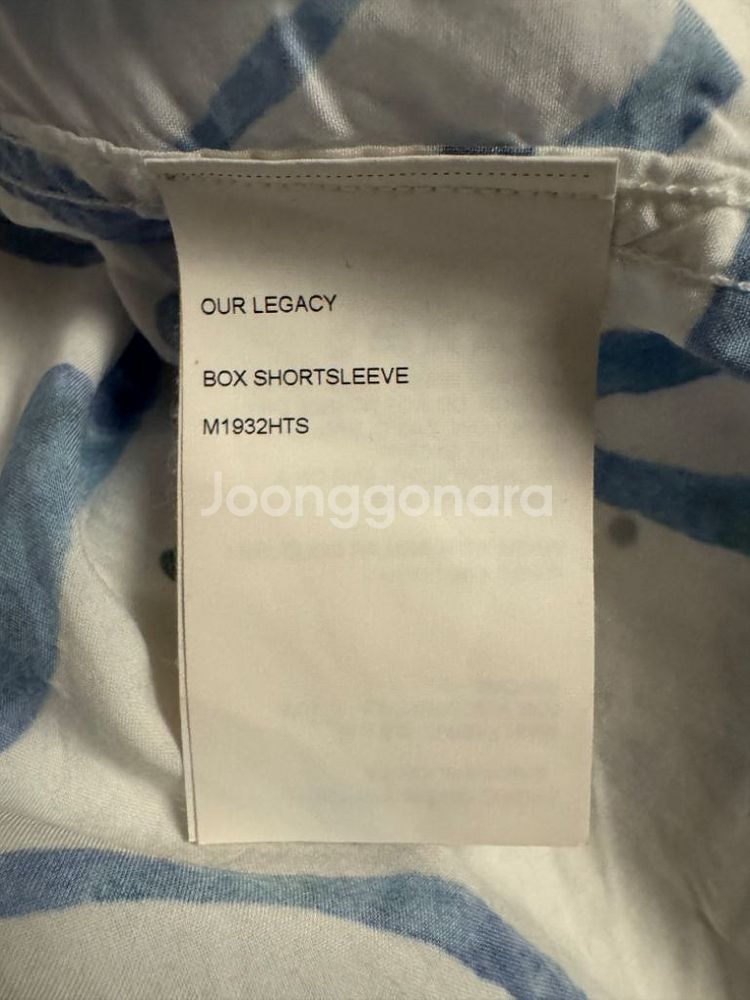 OUR LEGACY
BOX SHORTSLEEVE
M1932HTS
Joonggonara